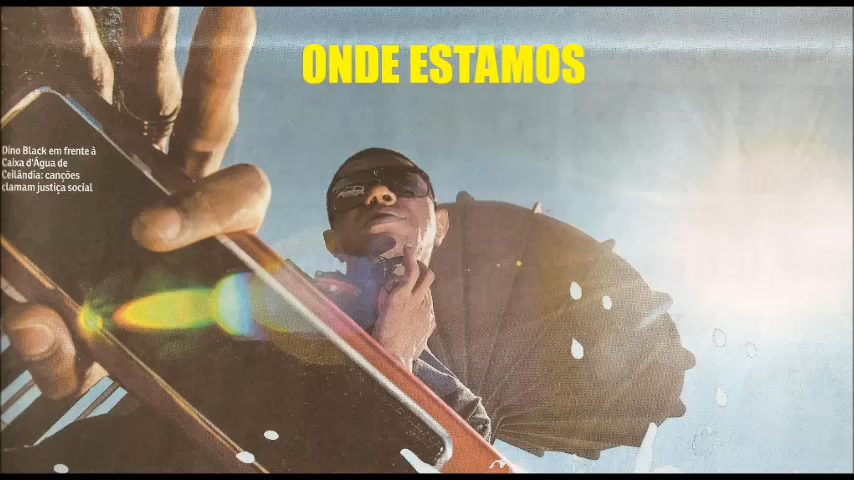 ONDE ESTAMOS
Dino Black em frente à
Caixa d'Água de
Ceilândia: canções
clamam justiça social